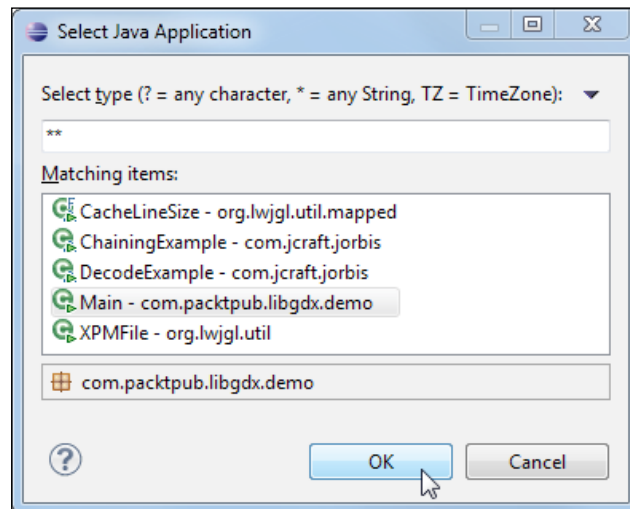 Select Java Application
Select type (? = any character, * = any String, TZ = TimeZone):
**
Matching items:
CacheLineSize - org.lwjgl.util.mapped
ChainingExample - com.jcraft.jorbis
DecodeExample - com.jcraft.jorbis
Main - com.packtpub.libgdx.demo
XPMFile - org.lwjgl.util
com.packtpub.libgdx.demo
? OK Cancel